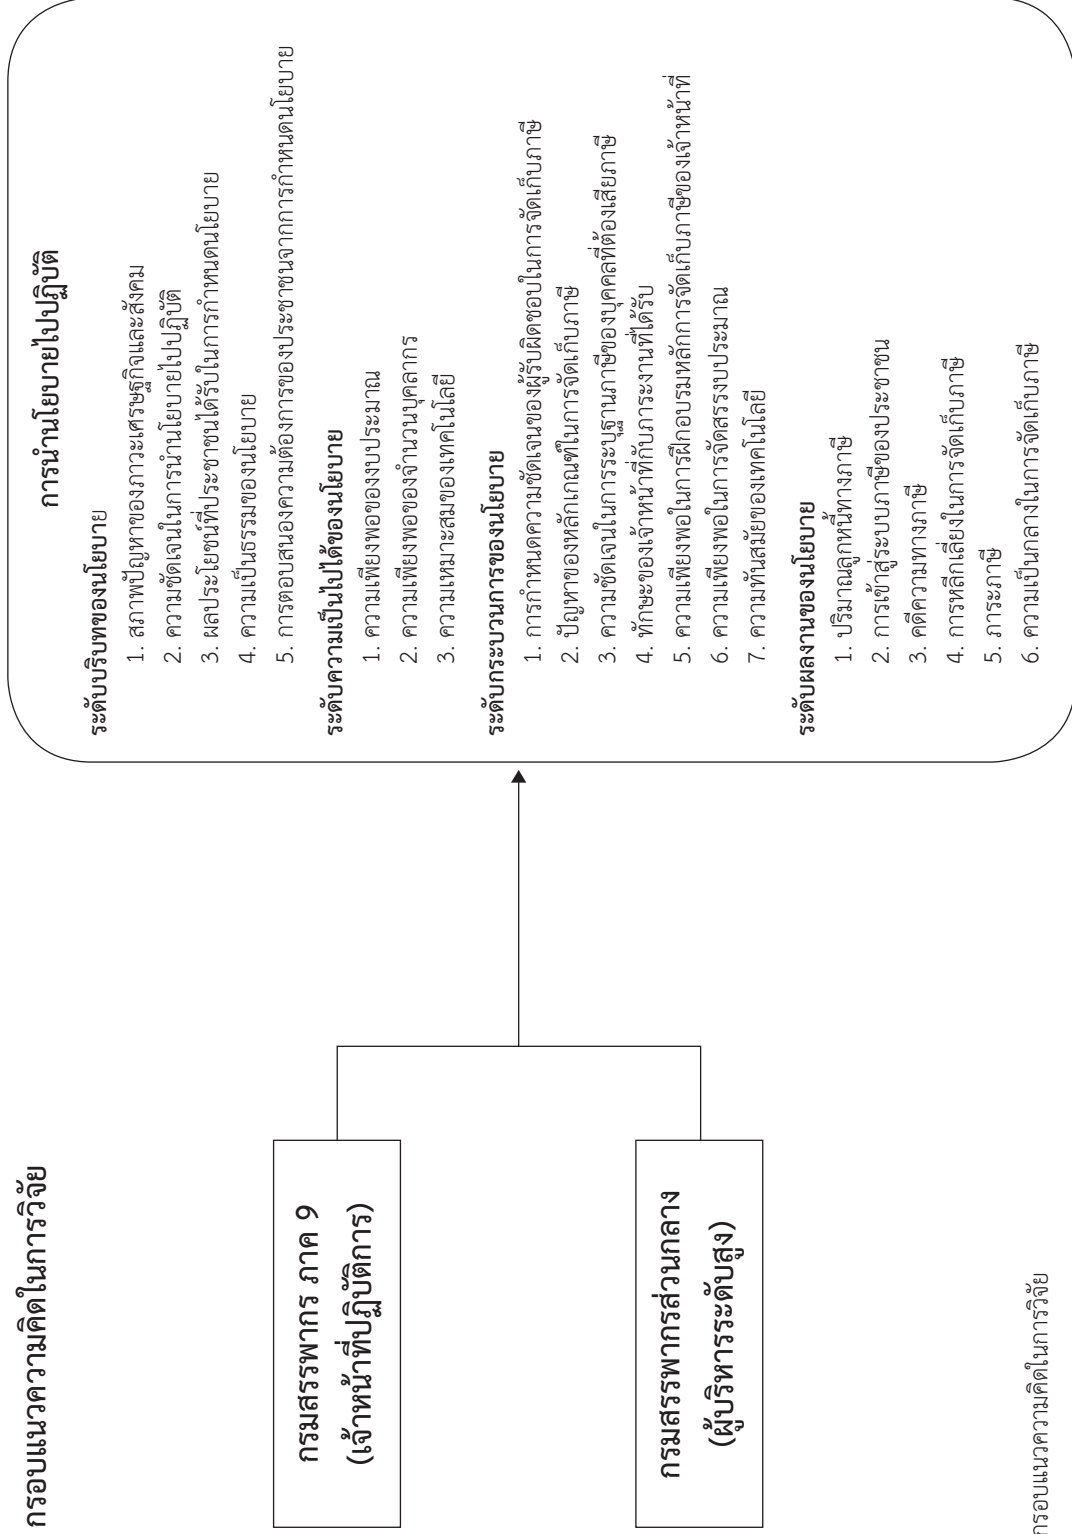 กรอบแนวความคิดในการวิจัย
กรมสรรพากร ภาค 9
(เจ้าหน้าที่ปฏิบัติการ)
กรมสรรพากรส่วนกลาง
(ผู้บริหารระดับสูง)
การนำนโยบายไปปฏิบัติ
ระดับบริบทของนโยบาย
1. สภาพปัญหาของภาวะเศรษฐกิจและสังคม
2. ความชัดเจนในการนำนโยบายไปปฏิบัติ
3. ผลประโยชน์ที่ประชาชนได้รับในการกำหนดนโยบาย
4. ความเป็นธรรมของนโยบาย
5. การตอบสนองความต้องการของประชาชนจากการกำหนดนโยบาย
ระดับความเป็นไปได้ของนโยบาย
1. ความเพียงพอของงบประมาณ
2. ความเพียงพอของจำนวนบุคลากร
3. ความเหมาะสมของเทคโนโลยี
ระดับกระบวนการของนโยบาย
1. การกำหนดความชัดเจนของผู้รับผิดชอบในการจัดเก็บภาษี
2. ปัญหาของหลักเกณฑ์ในการจัดเก็บภาษี
3. ความชัดเจนในการระบุฐานภาษีของบุคคลที่ต้องเสียภาษี
4. ทักษะของเจ้าหน้าที่กับภาระงานที่ได้รับ
5. ความเพียงพอในการฝึกอบรมหลักการจัดเก็บภาษีของเจ้าหน้าที่
6. ความเพียงพอในการจัดสรรงบประมาณ
7. ความทันสมัยของเทคโนโลยี
ระดับผลงานของนโยบาย
1. ปริมาณลูกหนี้ทางภาษี
2. การเข้าสู่ระบบภาษีของประชาชน
3. คดีความทางภาษี
4. การหลีกเลี่ยงในการจัดเก็บภาษี
5. ภาระภาษี
6. ความเป็นกลางในการจัดเก็บภาษี
กรอบแนวความคิดในการวิจัย